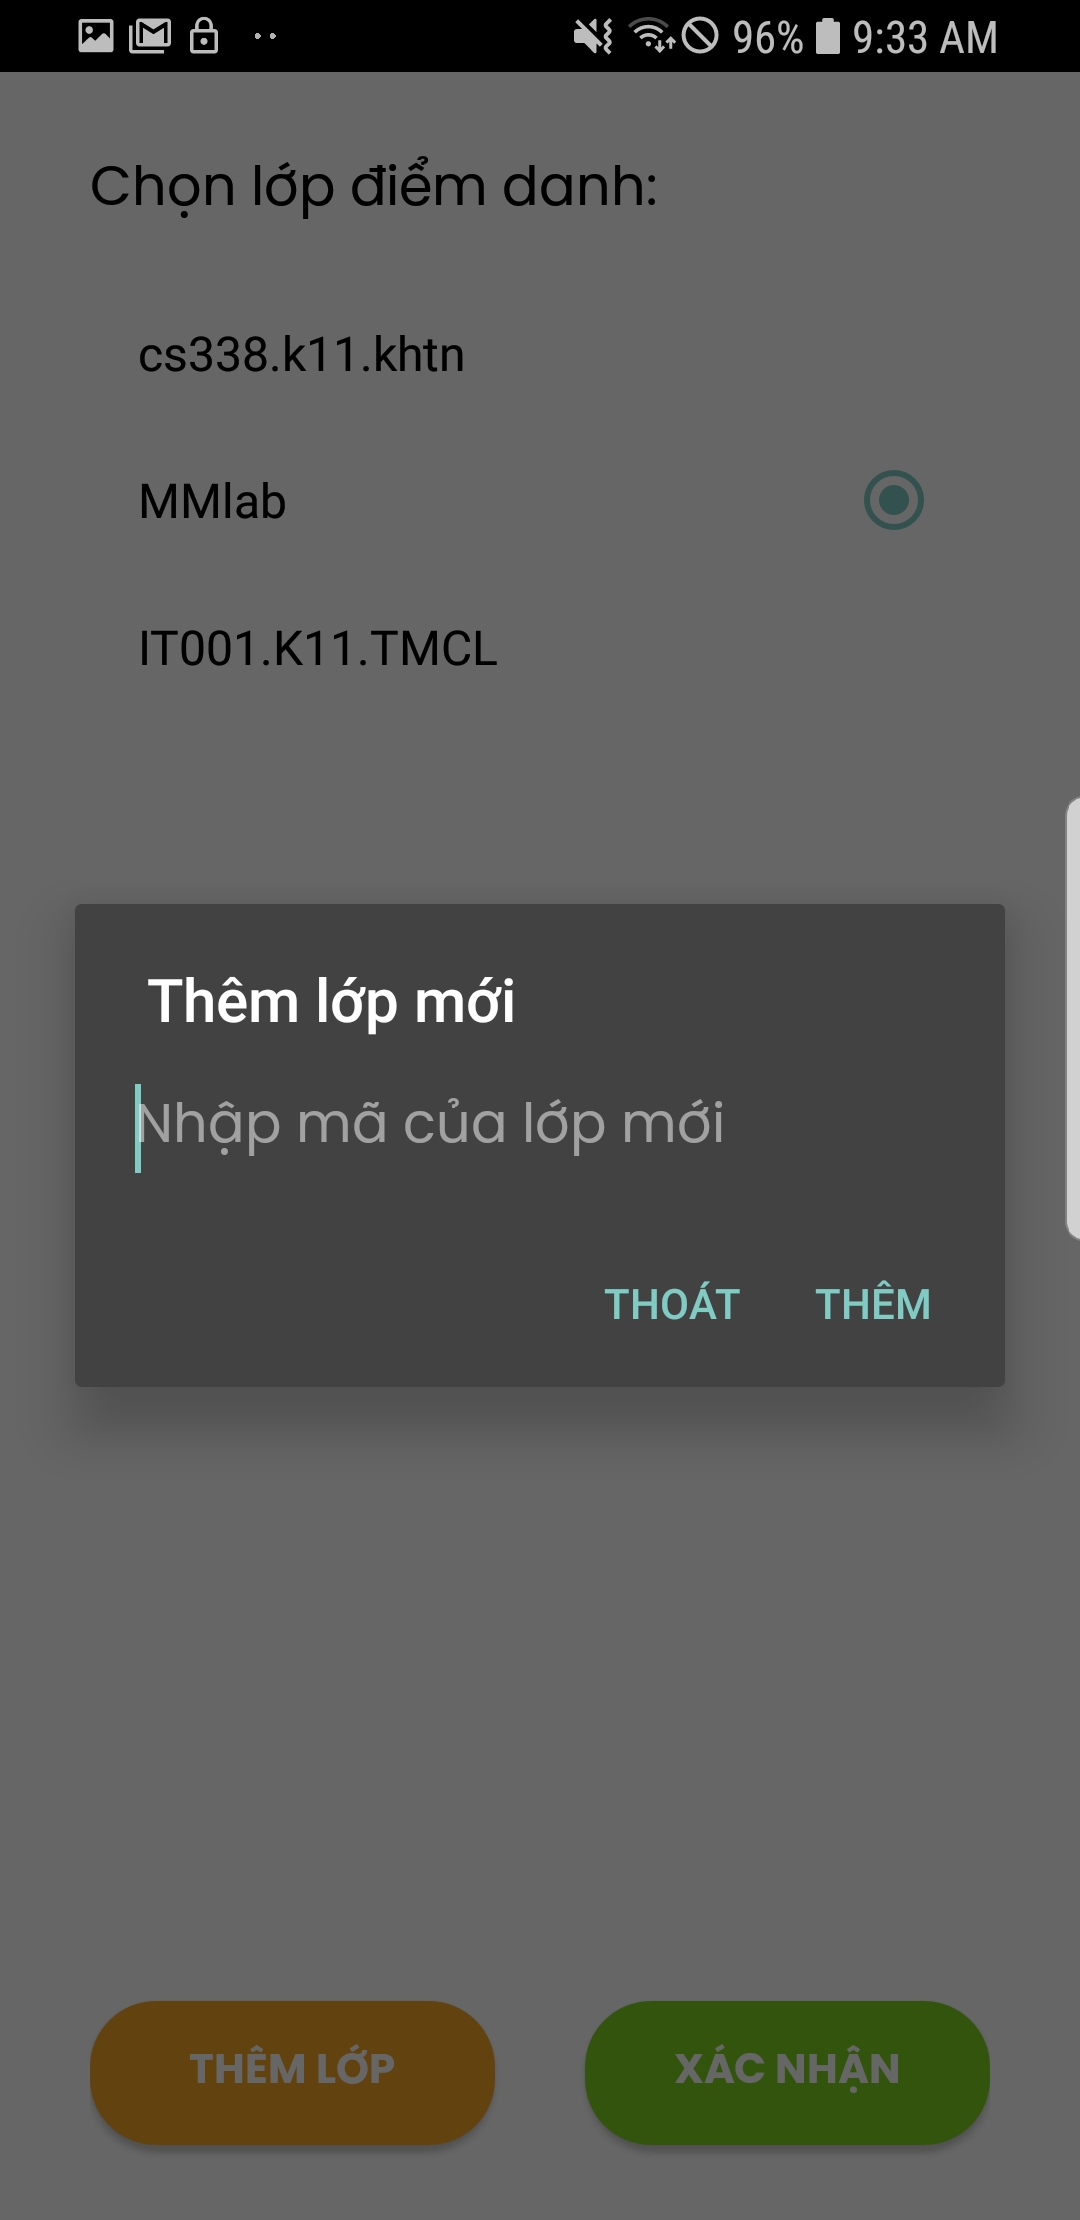 96% 9:33 AM
Chọn lớp điểm danh:
cs338.k11.khtn
MMlab
IT001.K11.TMCL
Thêm lớp mới
Nhập mã của lớp mới
THOÁT THÊM
THÊM LỚP XÁC NHẬN